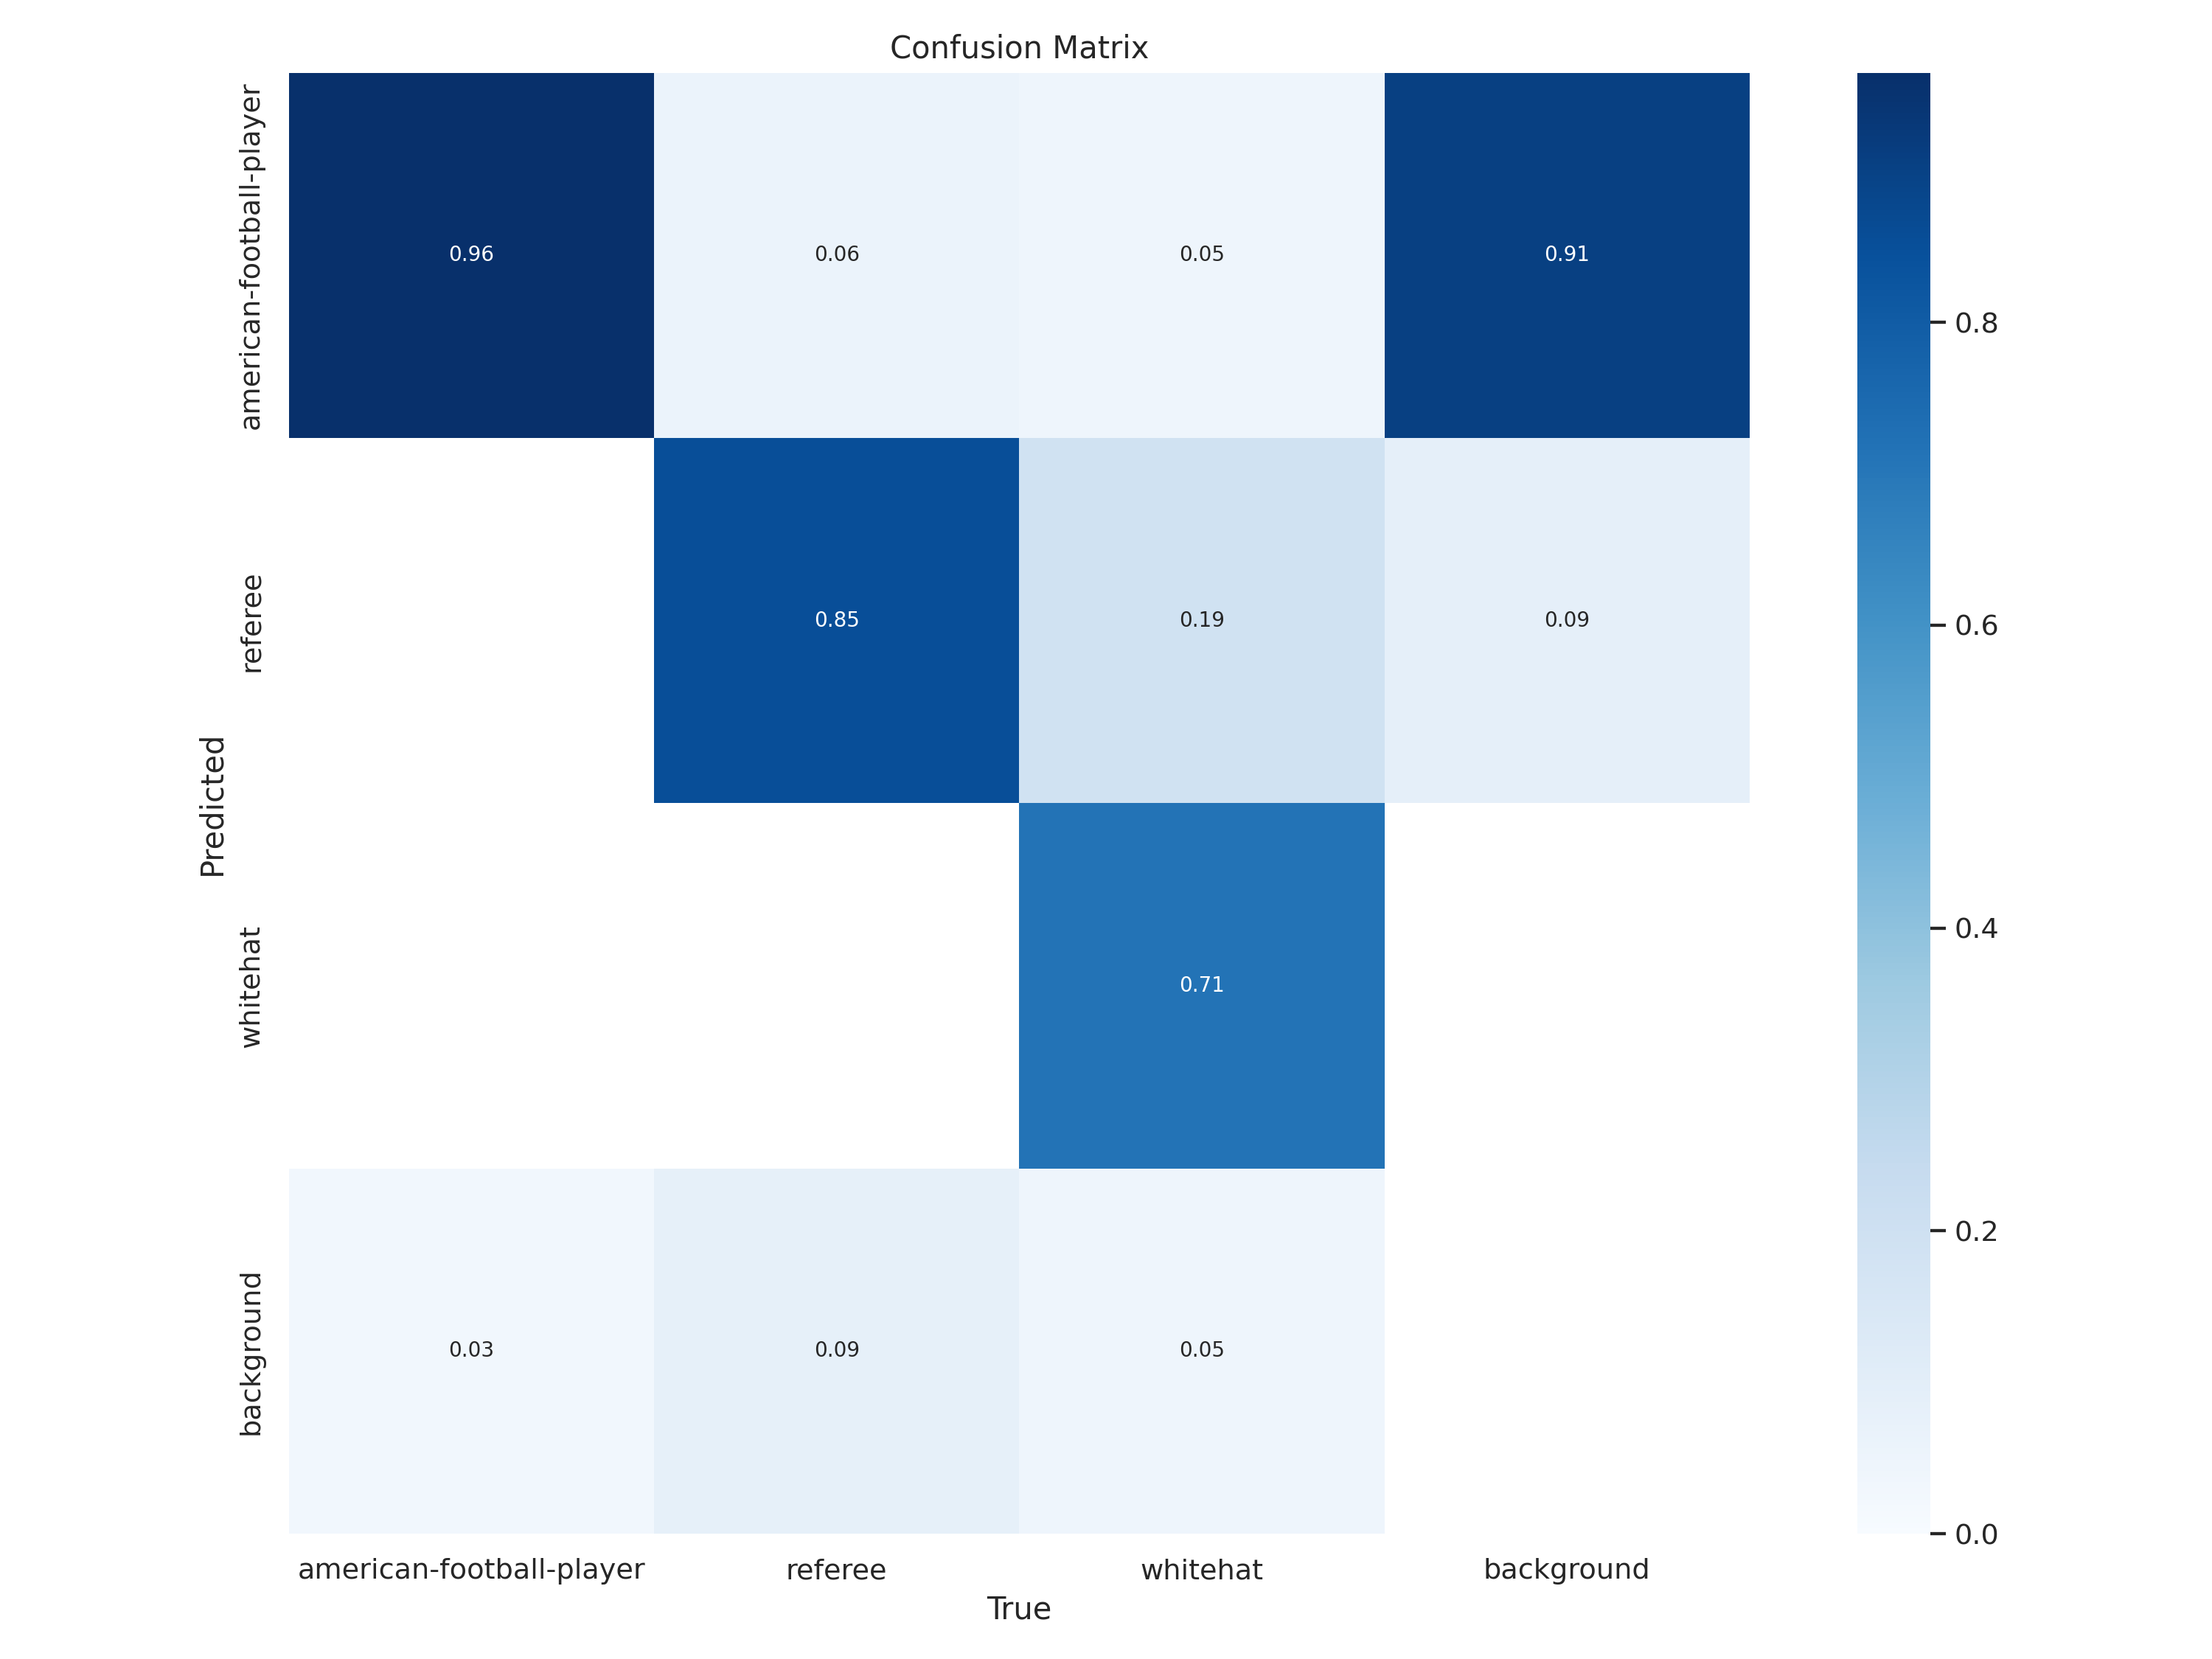 Confusion Matrix
american-football-player
0.96 0.06 0.05 0.91
referee
0.85 0.19 0.09
whitehat
0.71
background
0.03 0.09 0.05
Predicted
american-football-player referee whitehat background
True
0.8
0.6
0.4
0.2
0.0